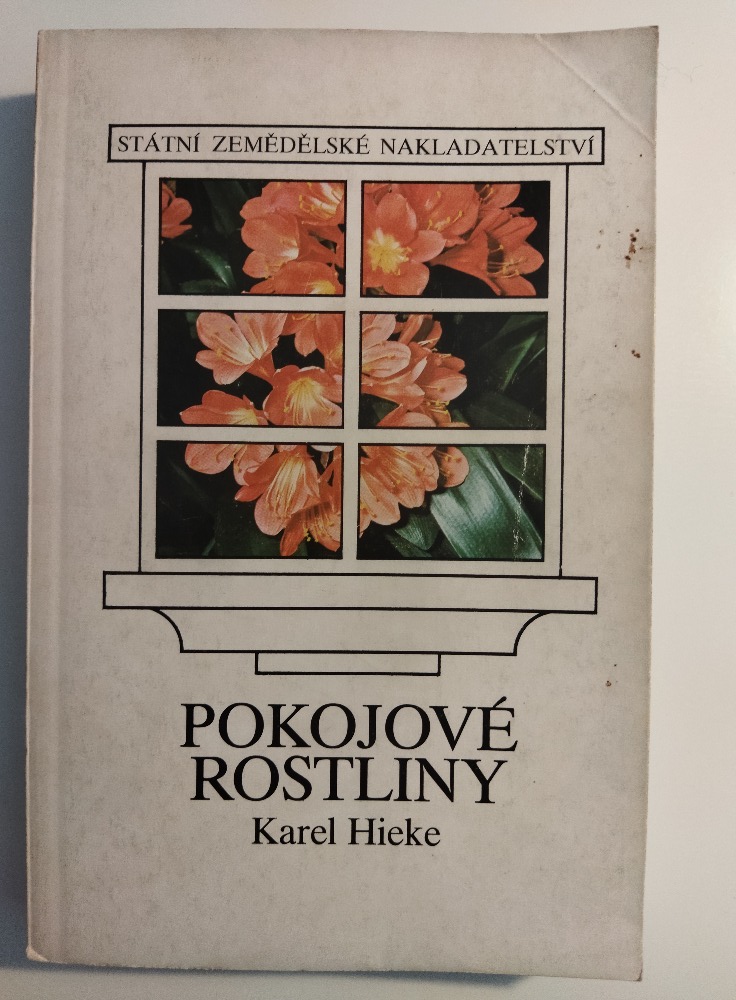 STÁTNÍ ZEMĚDĚLSKÉ NAKLADATELSTVÍ
POKOJOVÉ
ROSTLINY
Karel Hieke